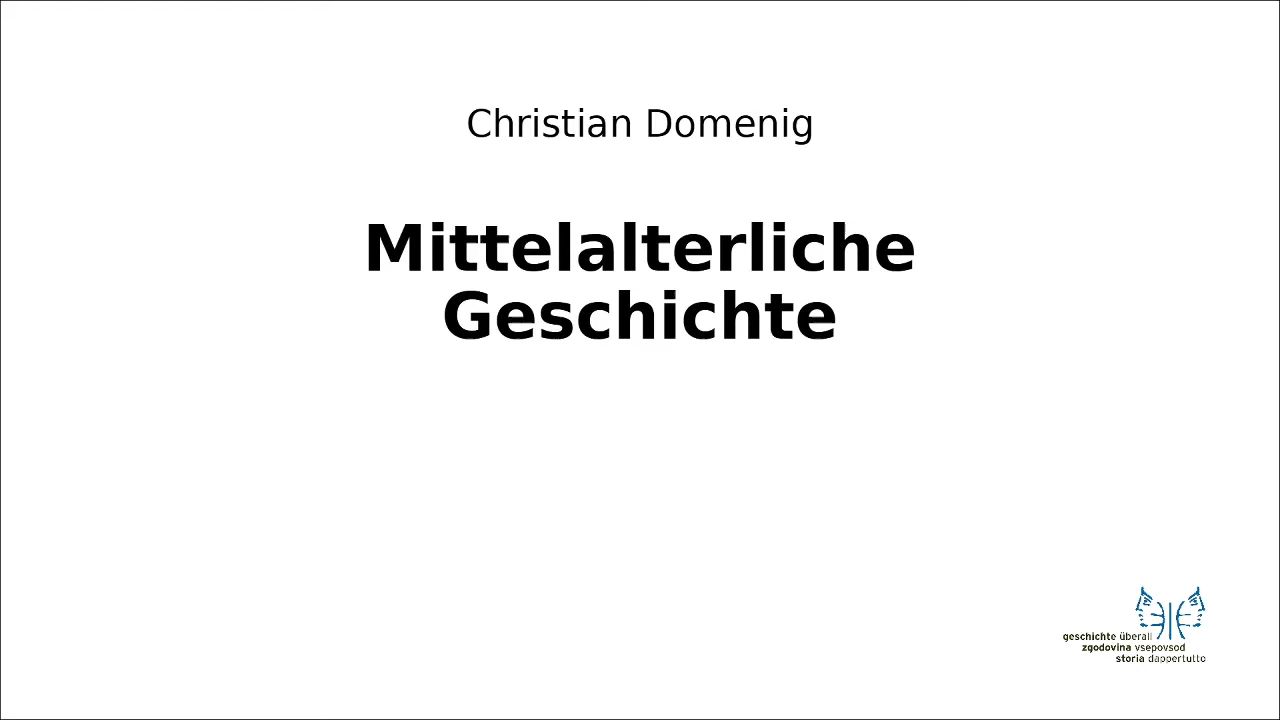 Christian Domenig
Mittelalterliche
Geschichte
geschichte überall
zgodovina vsepovsod
storia dappertutto